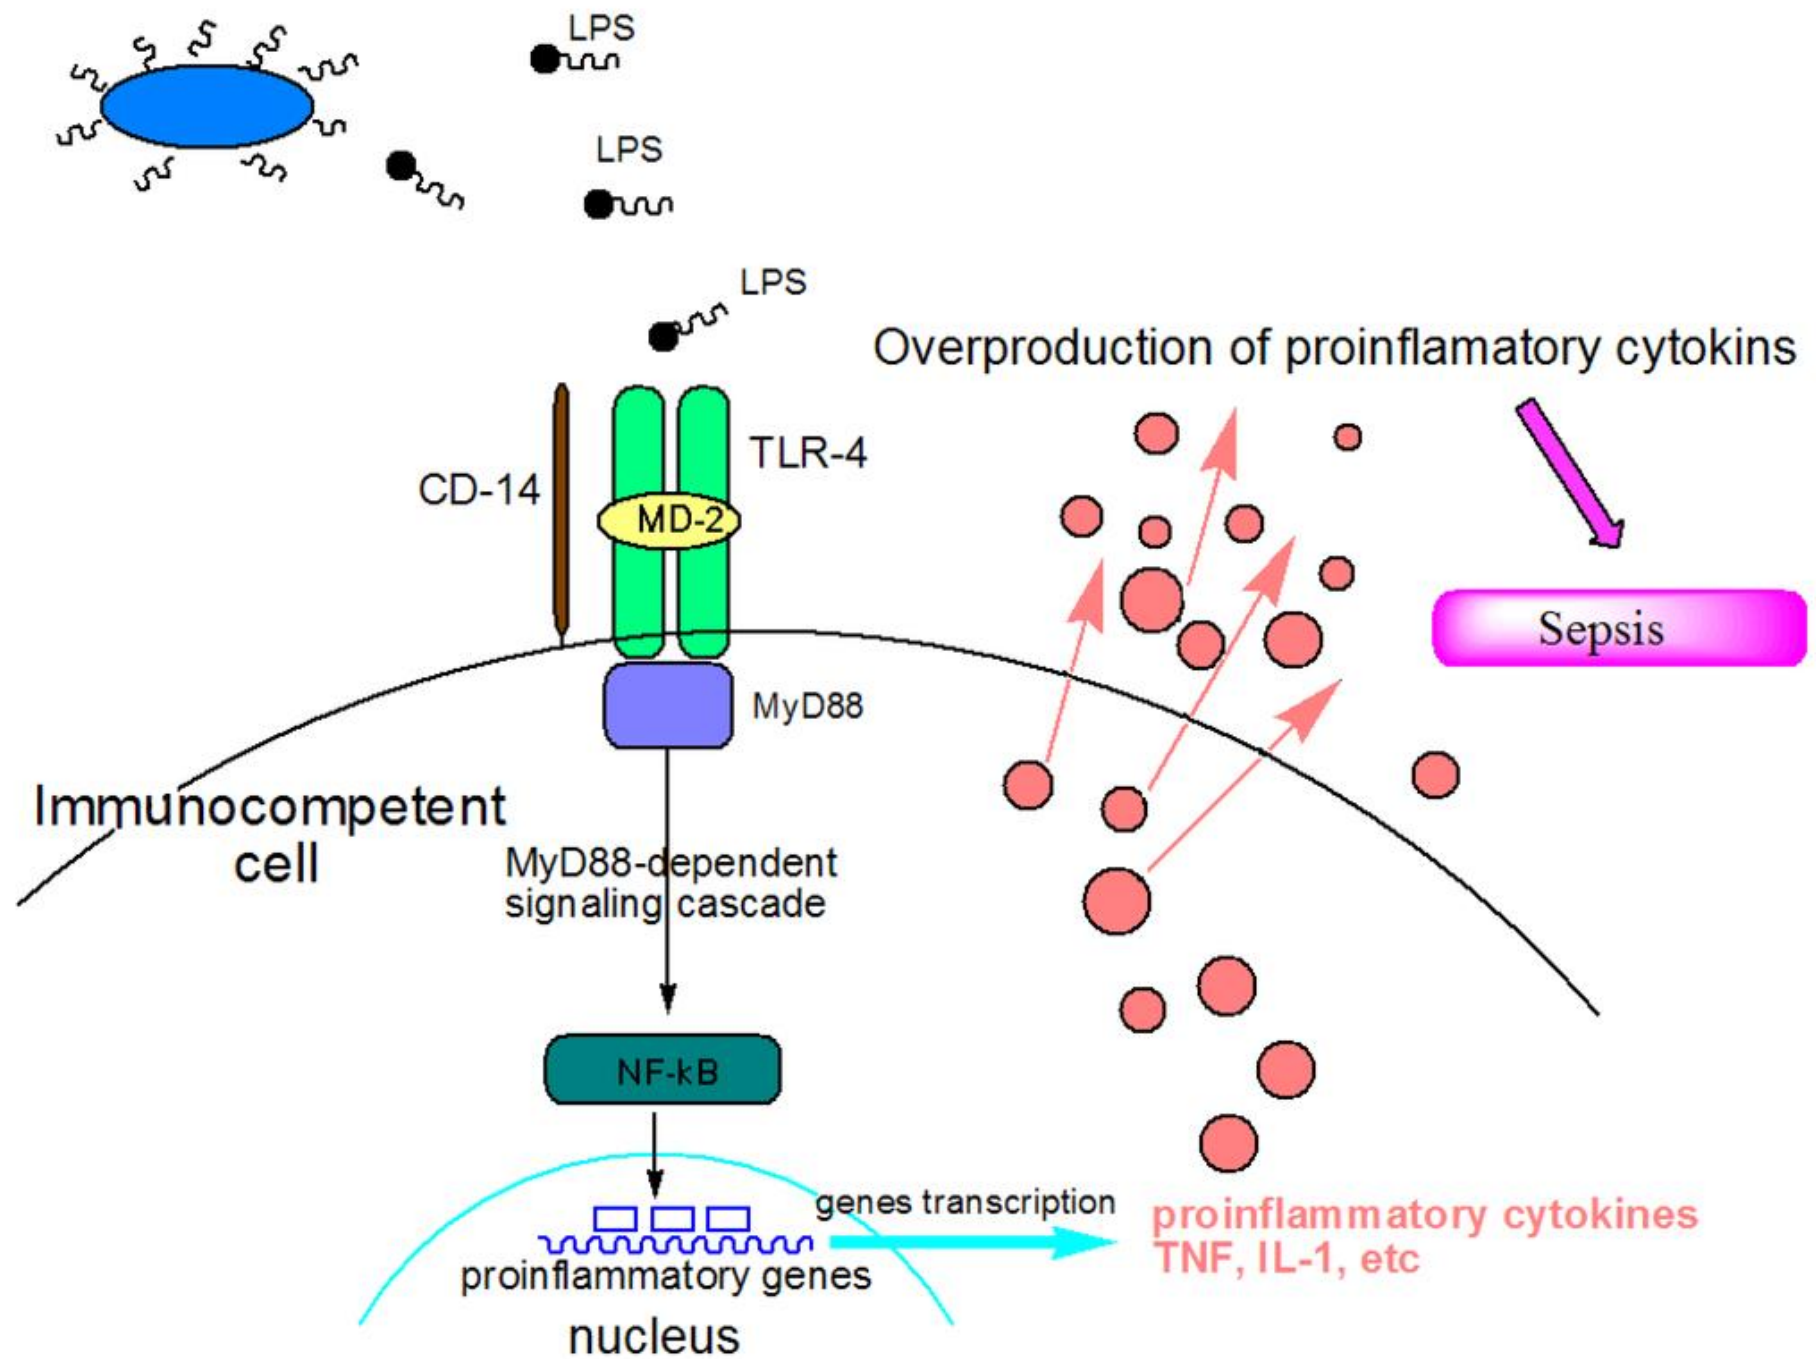 LPS
LPS
LPS
Overproduction of proinflamatory cytokins
TLR-4
CD-14
MD-2
Sepsis
MyD88
Immunocompetent
cell
MyD88-dependent
signaling cascade
NF-kB
genes transcription
proinflammatory cytokines
TNF, IL-1, etc
proinflammatory genes
nucleus